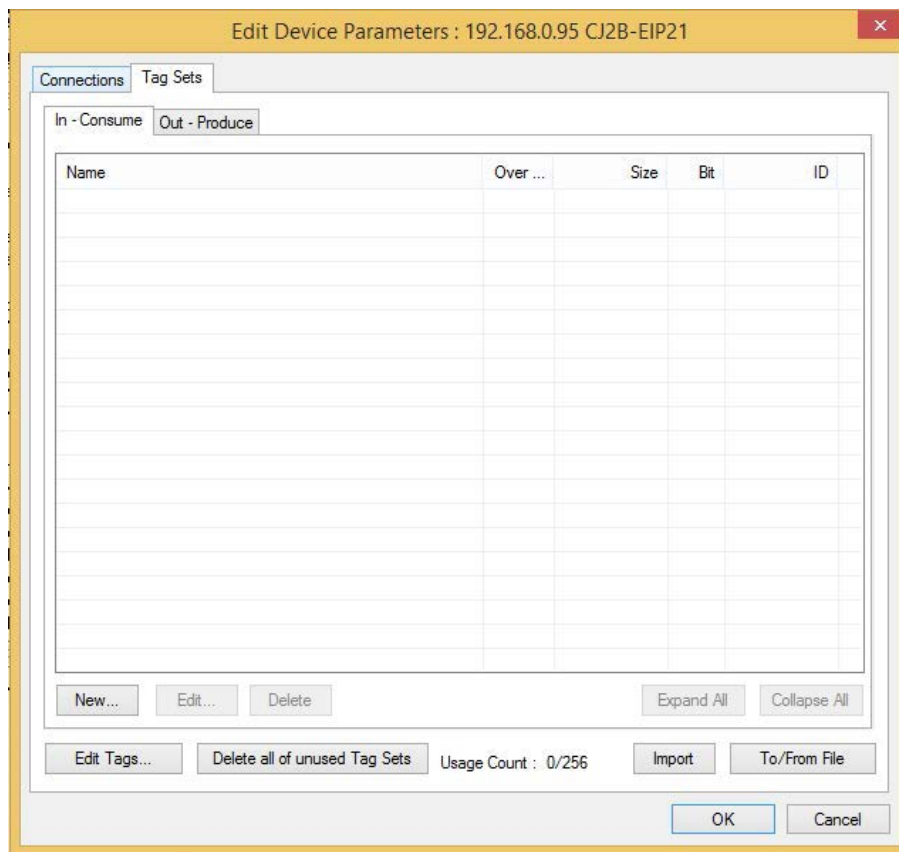 Edit Device Parameters : 192.168.0.95 CJ2B-EIP21
Connections Tag Sets
In - Consume Out - Produce
Name Over ... Size Bit ID
New... Edit... Delete Expand All Collapse All
Edit Tags... Delete all of unused Tag Sets Usage Count : 0/256 Import To/From File
OK Cancel